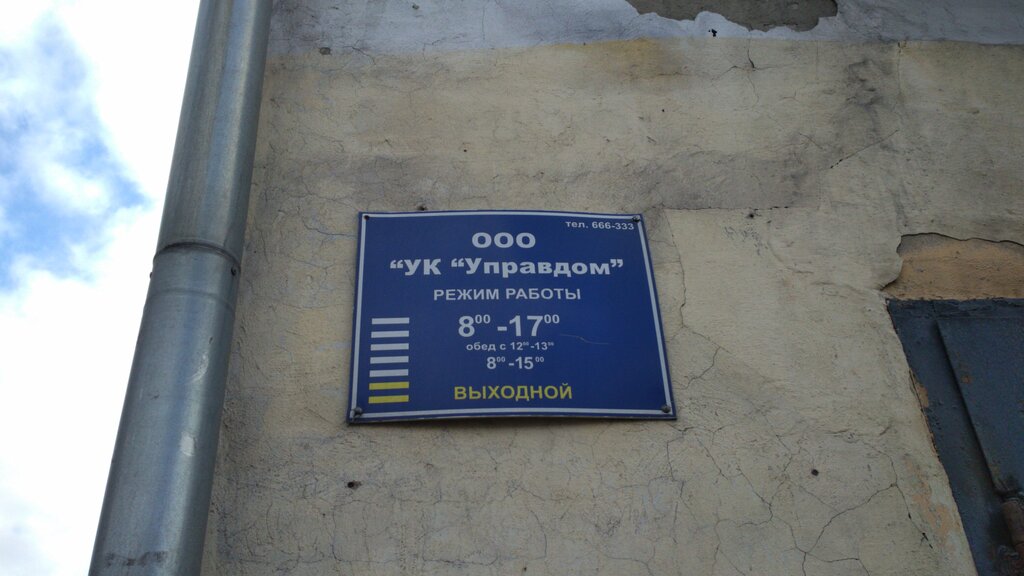 тел. 666-333
ООО
“УК “Управдом”
РЕЖИМ РАБОТЫ
8⁰⁰ -17⁰⁰
обед с 12⁰⁰-13⁰⁰
8⁰⁰ -15⁰⁰
ВЫХОДНОЙ